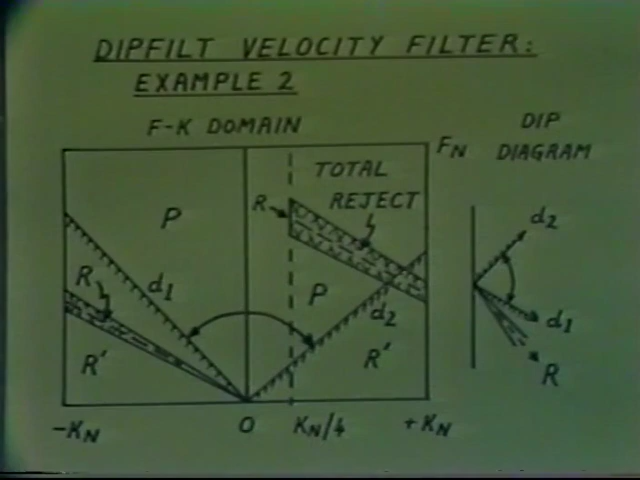 DIPFILT VELOCITY FILTER:
EXAMPLE 2
F-K DOMAIN
FN
DIP
DIAGRAM
TOTAL
REJECT
R
P
R
d1
P
d2
R'
R'
d2
d1
R
-KN
0
KN/4
+KN